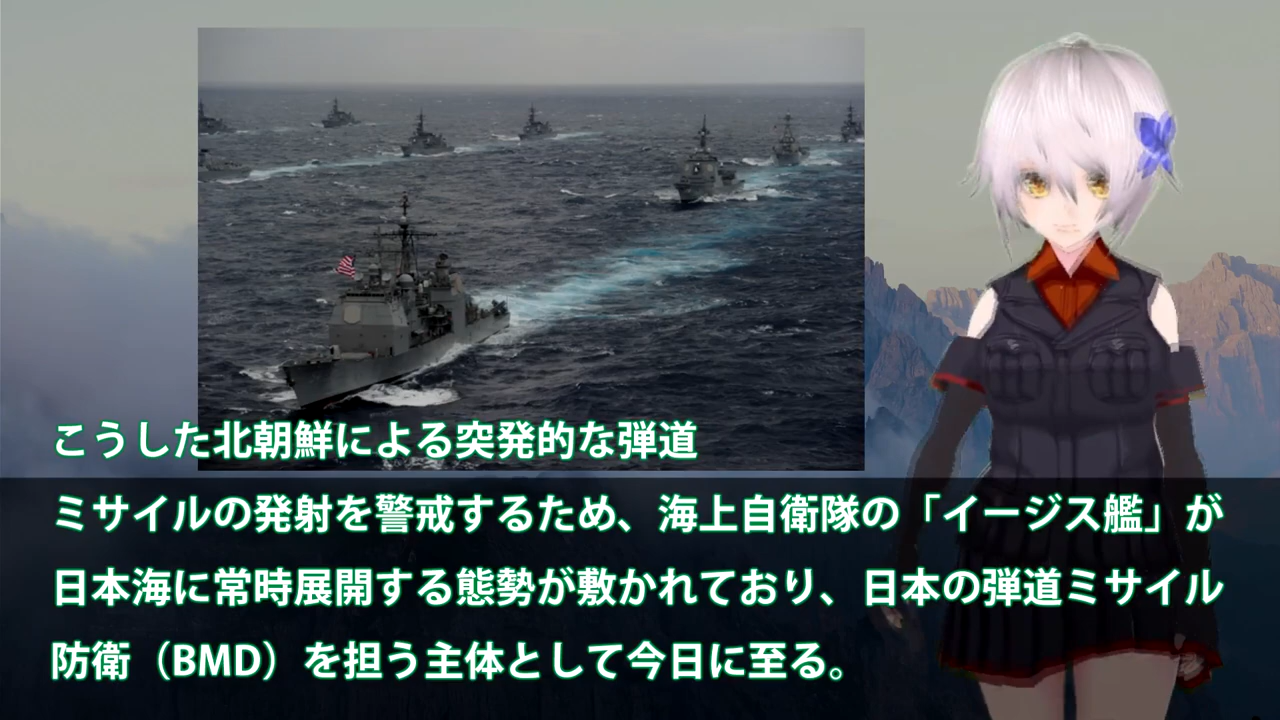 こうした北朝鮮による突発的な弾道
ミサイルの発射を警戒するため、海上自衛隊の「イージス艦」が
日本海に常時展開する態勢が敷かれており、日本の弾道ミサイル
防衛（BMD）を担う主体として今日に至る。